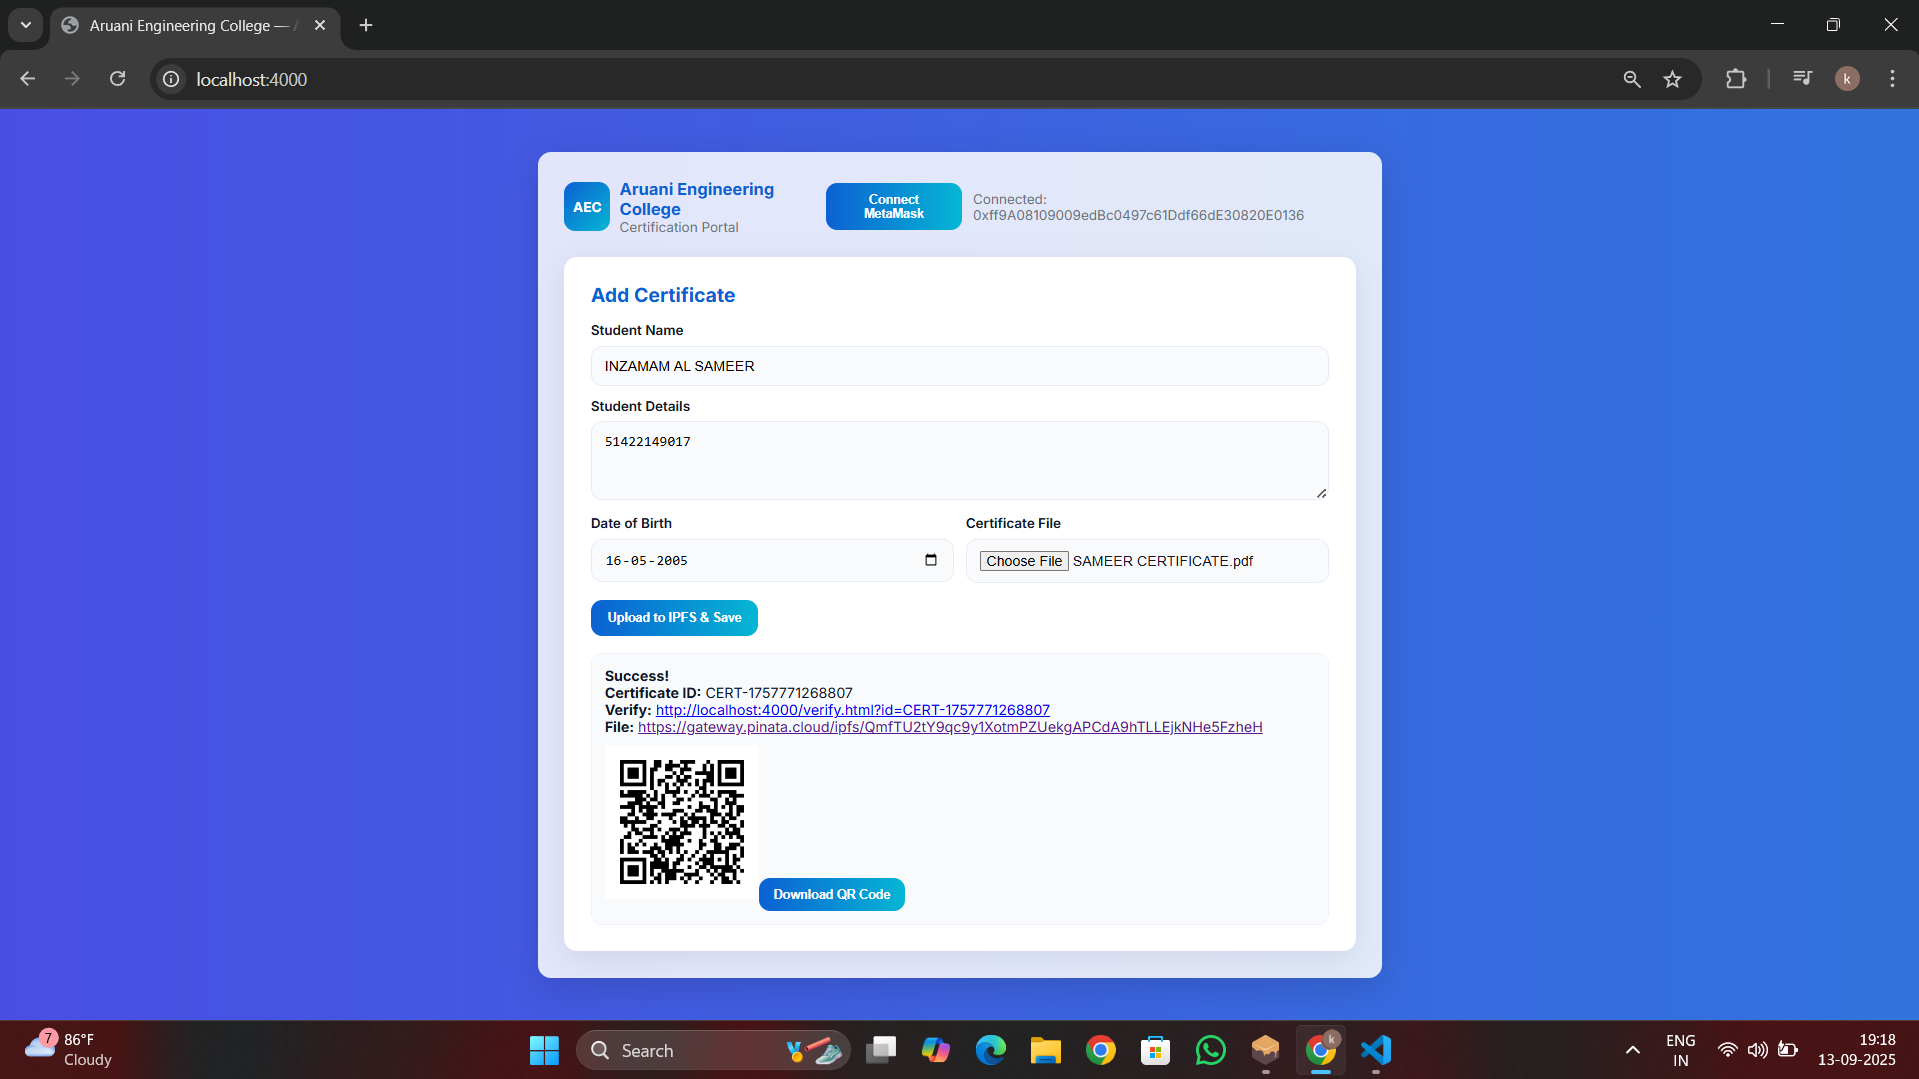 Aruani Engineering College —
localhost:4000
k
AEC
Aruani Engineering
College
Certification Portal
Connect
MetaMask
Connected:
0xff9A08109009edBc0497c61Ddf66dE30820E0136
Add Certificate
Student Name
INZAMAM AL SAMEER
Student Details
51422149017
Date of Birth
Certificate File
16-05-2005
Choose File SAMEER CERTIFICATE.pdf
Upload to IPFS & Save
Success!
Certificate ID: CERT-1757771268807
Verify: http://localhost:4000/verify.html?id=CERT-1757771268807
File: https://gateway.pinata.cloud/ipfs/QmfTU2tY9qc9y1XotmPZUekgAPCdA9hTLLEjkNHe5FzheH
Download QR Code
7
86°F
Cloudy
Search
k
ENG
IN
19:18
13-09-2025